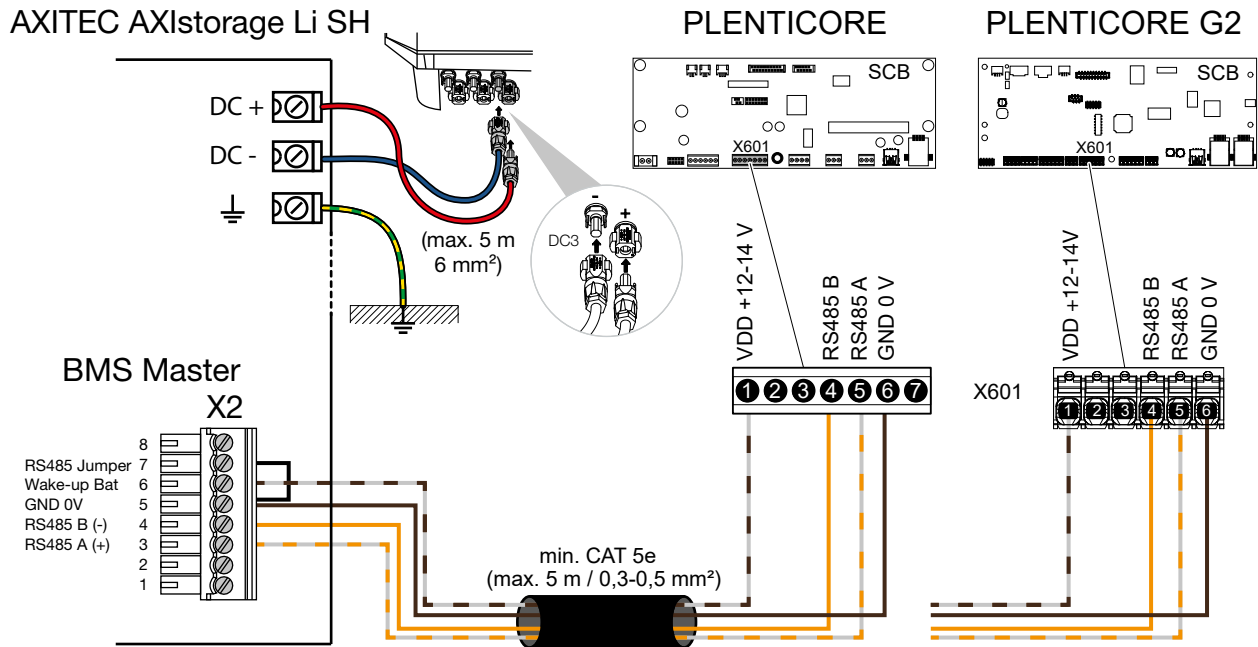 AXITEC AXIstorage Li SH
PLENTICORE
PLENTICORE G2
SCB
SCB
X601
X601
DC +
DC -
(max. 5 m
6 mm²)
-
+
DC3
VDD +12-14 V
RS485 B
RS485 A
GND 0 V
VDD +12-14V
RS485 B
RS485 A
GND 0 V
1 2 3 4 5 6 7
X601
1 2 3 4 5 6
BMS Master
X2
8
RS485 Jumper 7
Wake-up Bat 6
GND 0V 5
RS485 B (-) 4
RS485 A (+) 3
2
1
min. CAT 5e
(max. 5 m / 0,3-0,5 mm²)